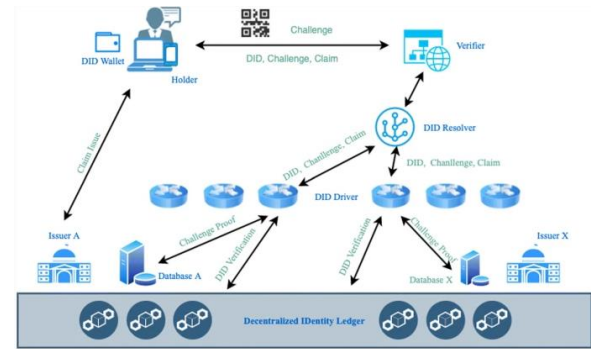 Challenge
DID Wallet
Holder
DID, Challenge, Claim
Verifier
Claim Issue
DID Resolver
DID, Chanllenge, Claim
DID, Chanllenge, Claim
DID Driver
Issuer A
Challenge Proof
DID Verification
DID Verification
Challenge Proof
Issuer X
Database A
Database X
Decentralized IDentity Ledger